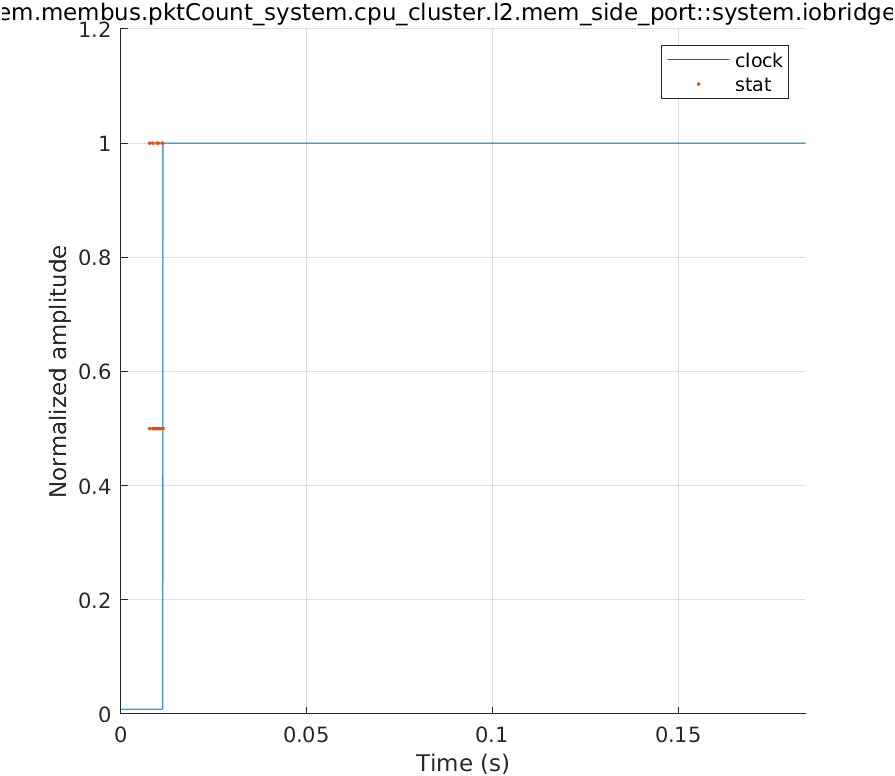 em.membus.pktCount_system.cpu_cluster.l2.mem_side_port::system.iobridge
1.2
clock
stat
1
0.8
0.6
0.4
0.2
0
Normalized amplitude
0
0.05
0.1
0.15
Time (s)